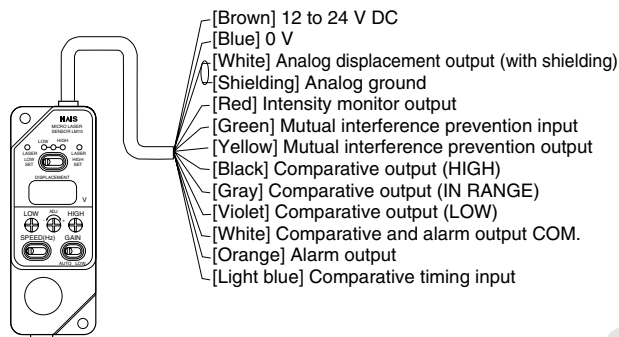 [Brown] 12 to 24 V DC
[Blue] 0 V
[White] Analog displacement output (with shielding)
[Shielding] Analog ground
[Red] Intensity monitor output
[Green] Mutual interference prevention input
[Yellow] Mutual interference prevention output
[Black] Comparative output (HIGH)
[Gray] Comparative output (IN RANGE)
[Violet] Comparative output (LOW)
[White] Comparative and alarm output COM.
[Orange] Alarm output
[Light blue] Comparative timing input
NAIS
MICRO LASER
SENSOR LM10
LOW HIGH
LASER LASER
LOW HIGH
SET SET
DISPLACEMENT
V
LOW ADJ HIGH
- +
SPEED(Hz) GAIN
AUTO LOW